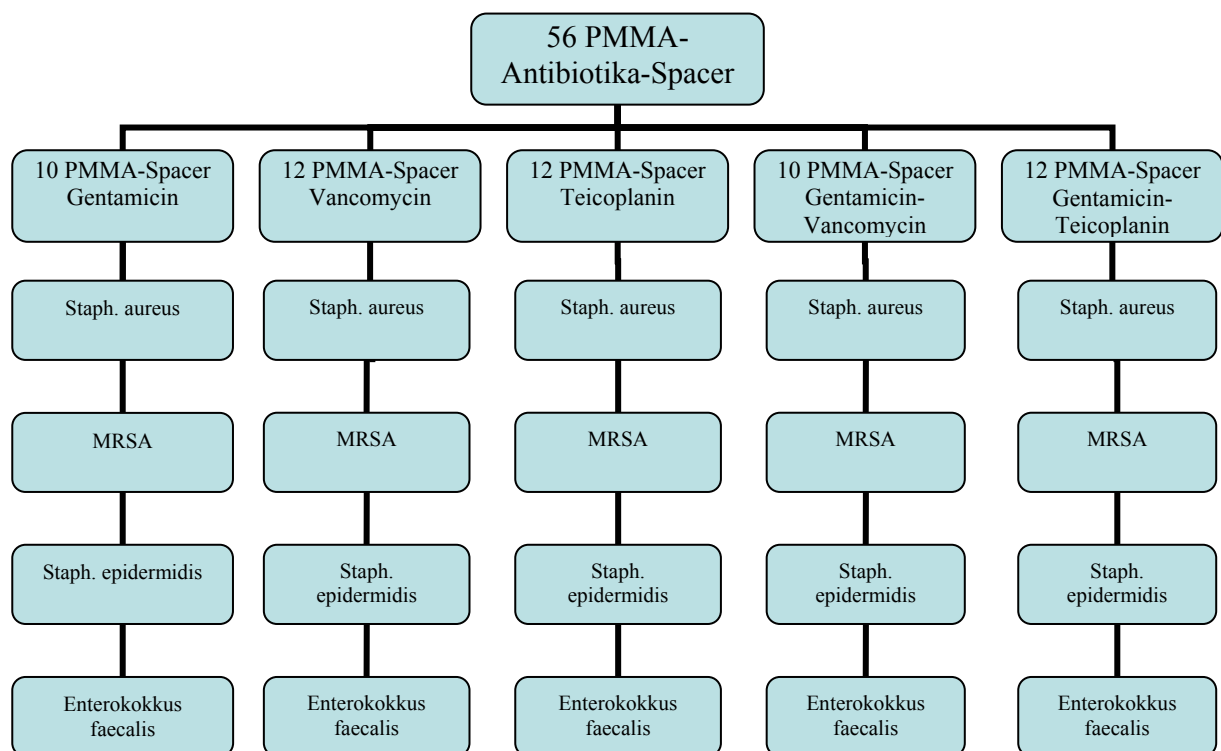 56 PMMA-
Antibiotika-Spacer
10 PMMA-Spacer
Gentamicin
12 PMMA-Spacer
Vancomycin
12 PMMA-Spacer
Teicoplanin
10 PMMA-Spacer
Gentamicin-
Vancomycin
12 PMMA-Spacer
Gentamicin-
Teicoplanin
Staph. aureus
Staph. aureus
Staph. aureus
Staph. aureus
Staph. aureus
MRSA
MRSA
MRSA
MRSA
MRSA
Staph. epidermidis
Staph.
epidermidis
Staph.
epidermidis
Staph.
epidermidis
Staph.
epidermidis
Enterokokkus
faecalis
Enterokokkus
faecalis
Enterokokkus
faecalis
Enterokokkus
faecalis
Enterokokkus
faecalis